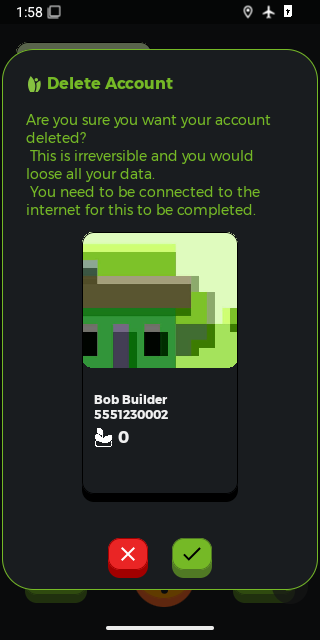 1:58
Delete Account
Are you sure you want your account
deleted?
This is irreversible and you would
loose all your data.
You need to be connected to the
internet for this to be completed.
Bob Builder
5551230002
0